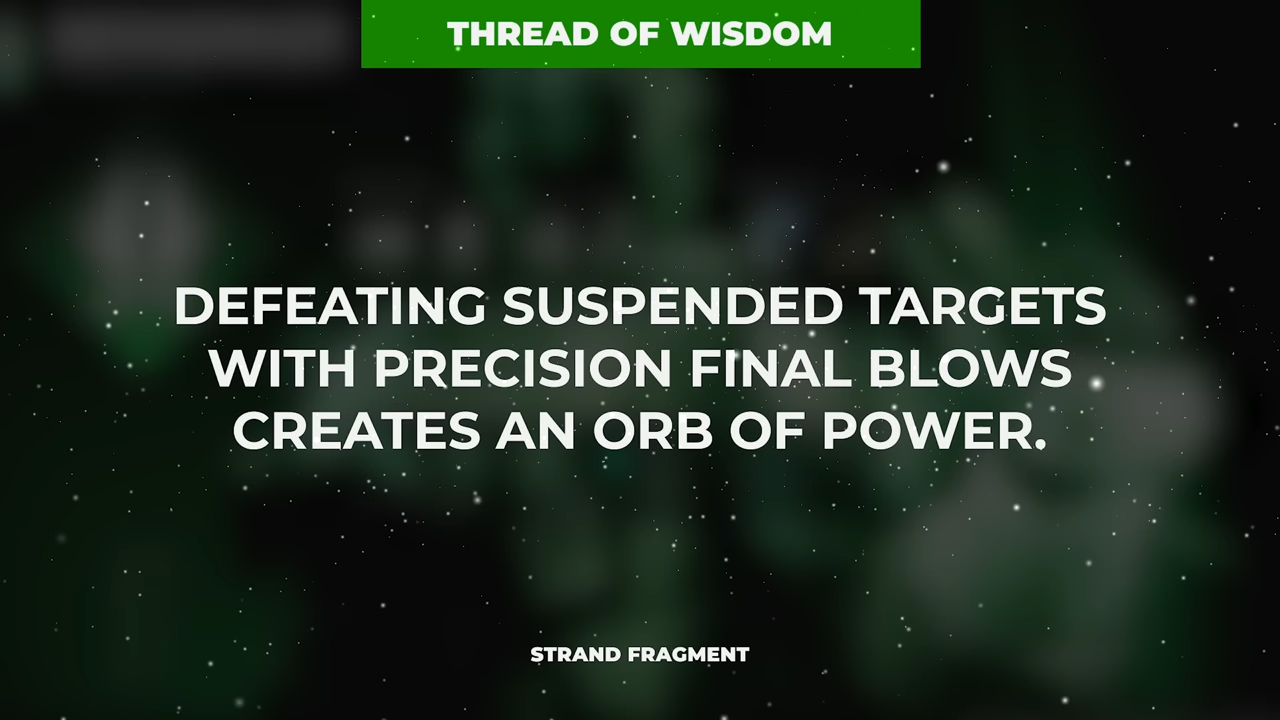 THREAD OF WISDOM
DEFEATING SUSPENDED TARGETS
WITH PRECISION FINAL BLOWS
CREATES AN ORB OF POWER.
STRAND FRAGMENT